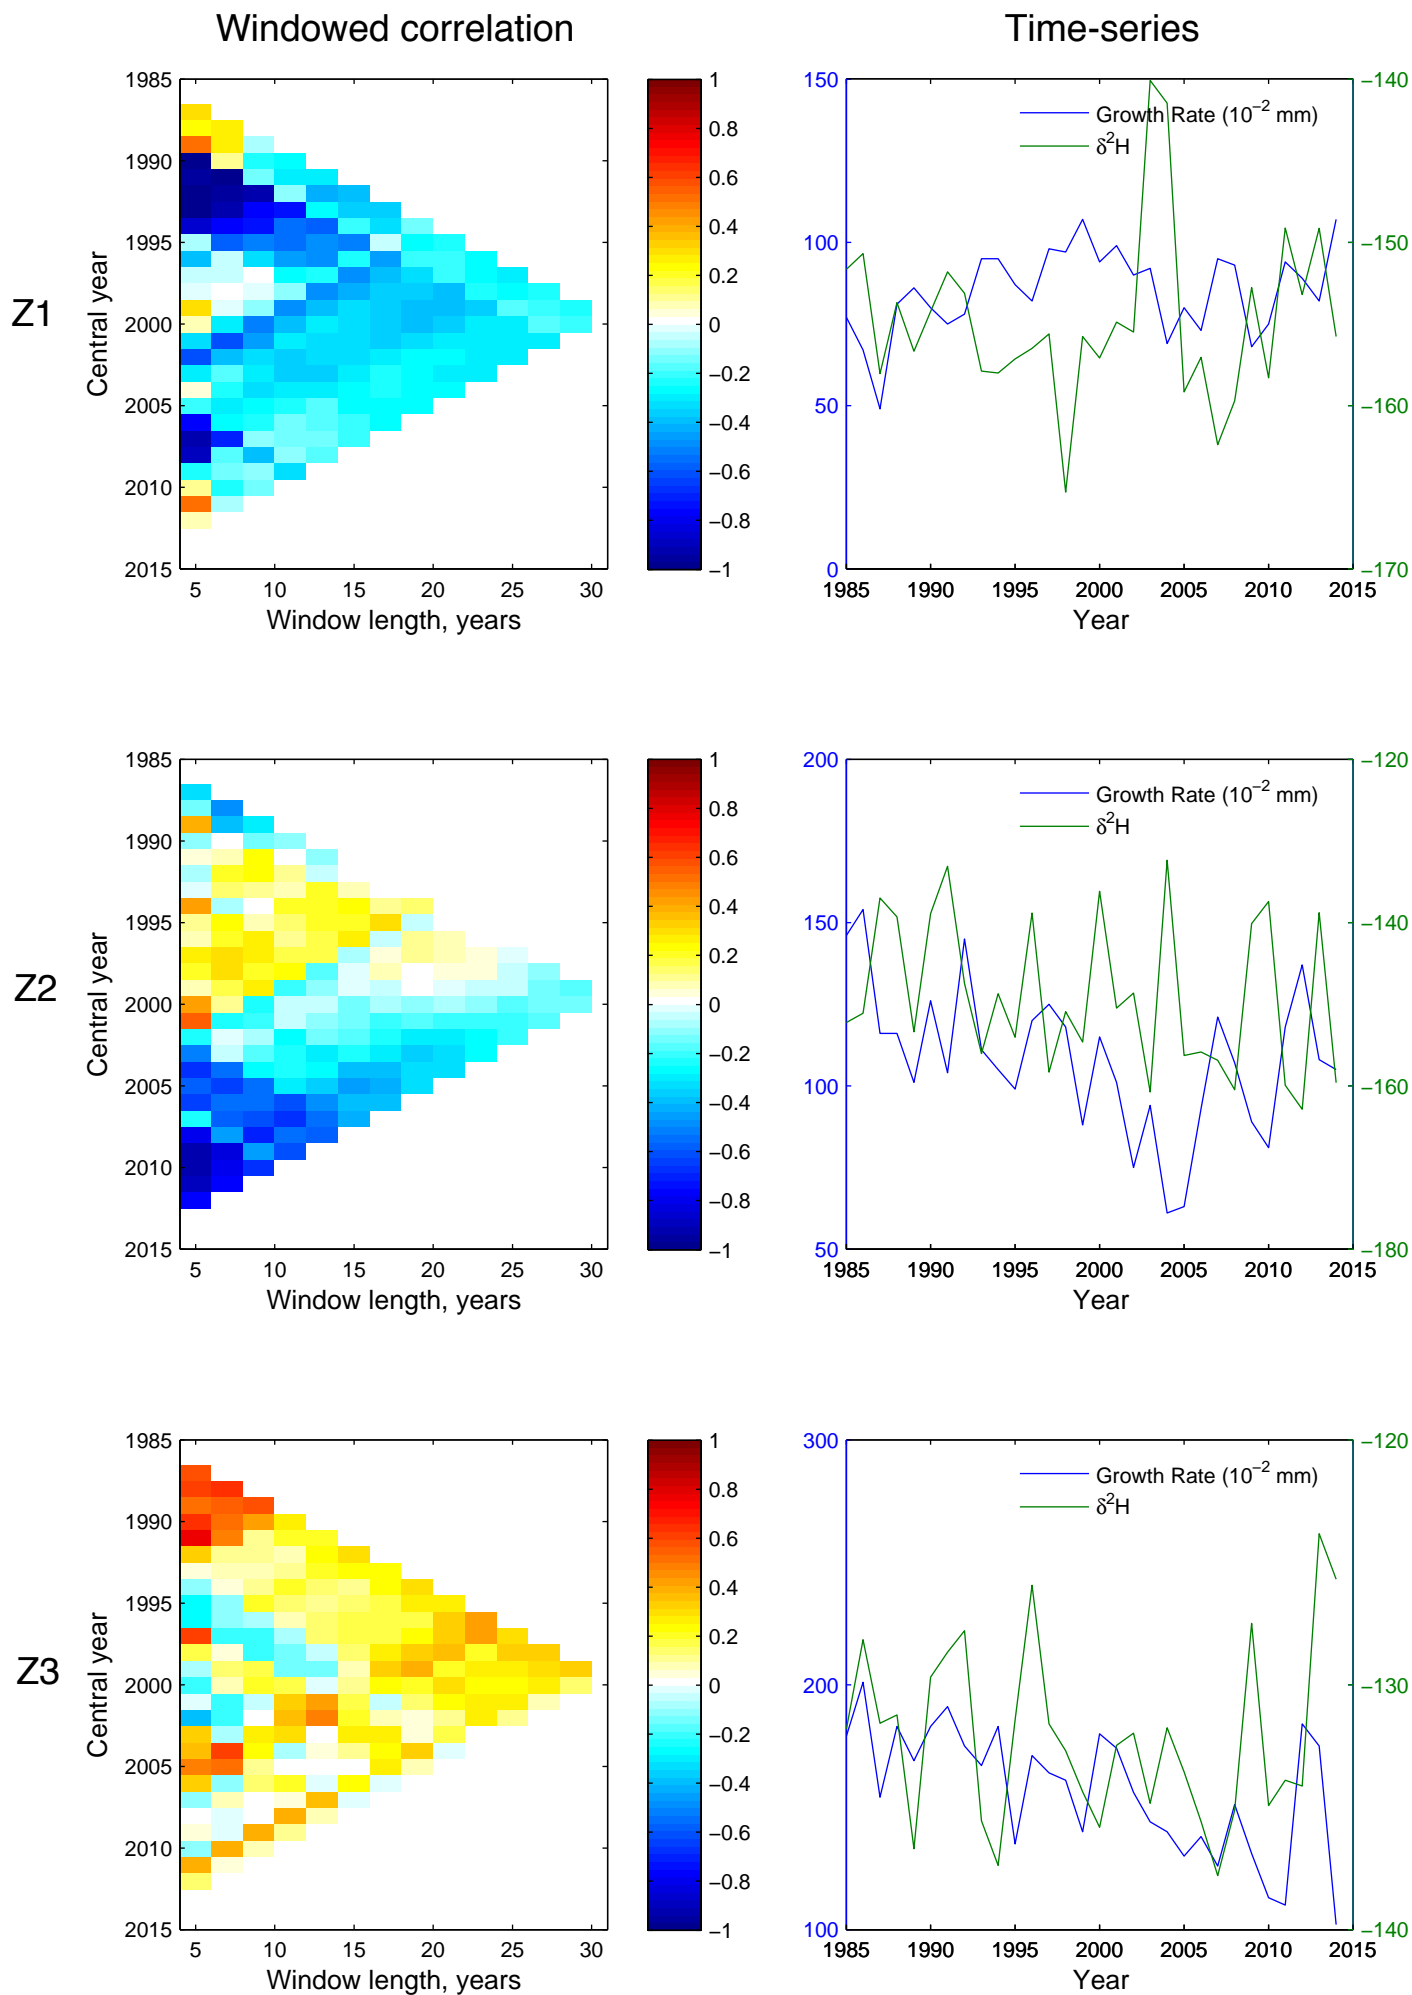 Windowed correlation
Time-series
Z1
Central year
1985
1990
1995
2000
2005
2010
2015
5 10 15 20 25 30
Window length, years
1
0.8
0.6
0.4
0.2
0
−0.2
−0.4
−0.6
−0.8
−1
150
100
50
0
Growth Rate (10⁻² mm)
δ²H
−140
−150
−160
−170
1985 1990 1995 2000 2005 2010 2015
Year
Z2
Central year
1985
1990
1995
2000
2005
2010
2015
5 10 15 20 25 30
Window length, years
1
0.8
0.6
0.4
0.2
0
−0.2
−0.4
−0.6
−0.8
−1
200
150
100
50
Growth Rate (10⁻² mm)
δ²H
−120
−140
−160
−180
1985 1990 1995 2000 2005 2010 2015
Year
Z3
Central year
1985
1990
1995
2000
2005
2010
2015
5 10 15 20 25 30
Window length, years
1
0.8
0.6
0.4
0.2
0
−0.2
−0.4
−0.6
−0.8
−1
300
200
100
Growth Rate (10⁻² mm)
δ²H
−120
−130
−140
1985 1990 1995 2000 2005 2010 2015
Year